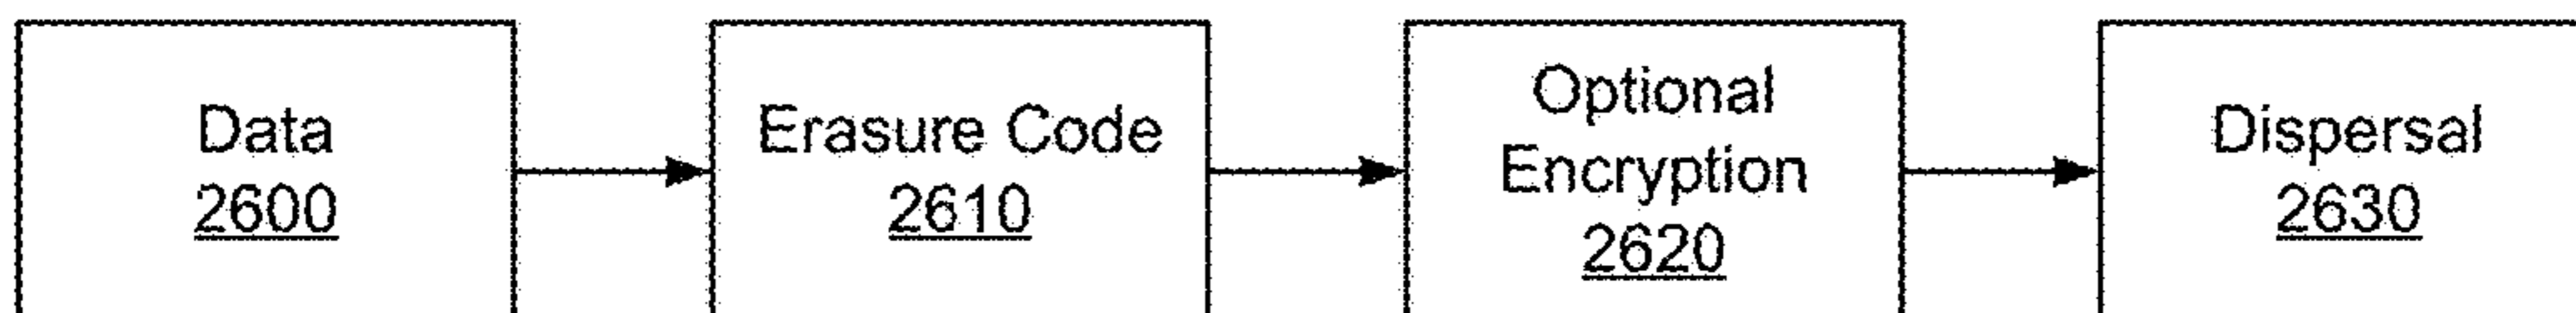 Data
2600
Erasure Code
2610
Optional
Encryption
2620
Dispersal
2630